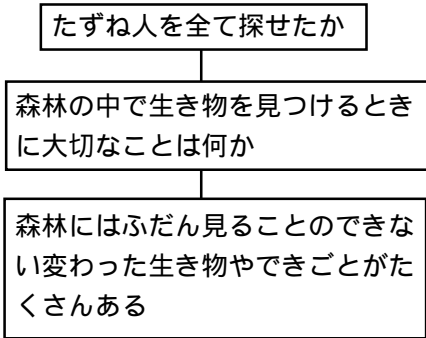 たずね人を全て探せたか
森林の中で生き物を見つけるとき
に大切なことは何か
森林にはふだん見ることのできな
い変わった生き物やできごとがた
くさんある